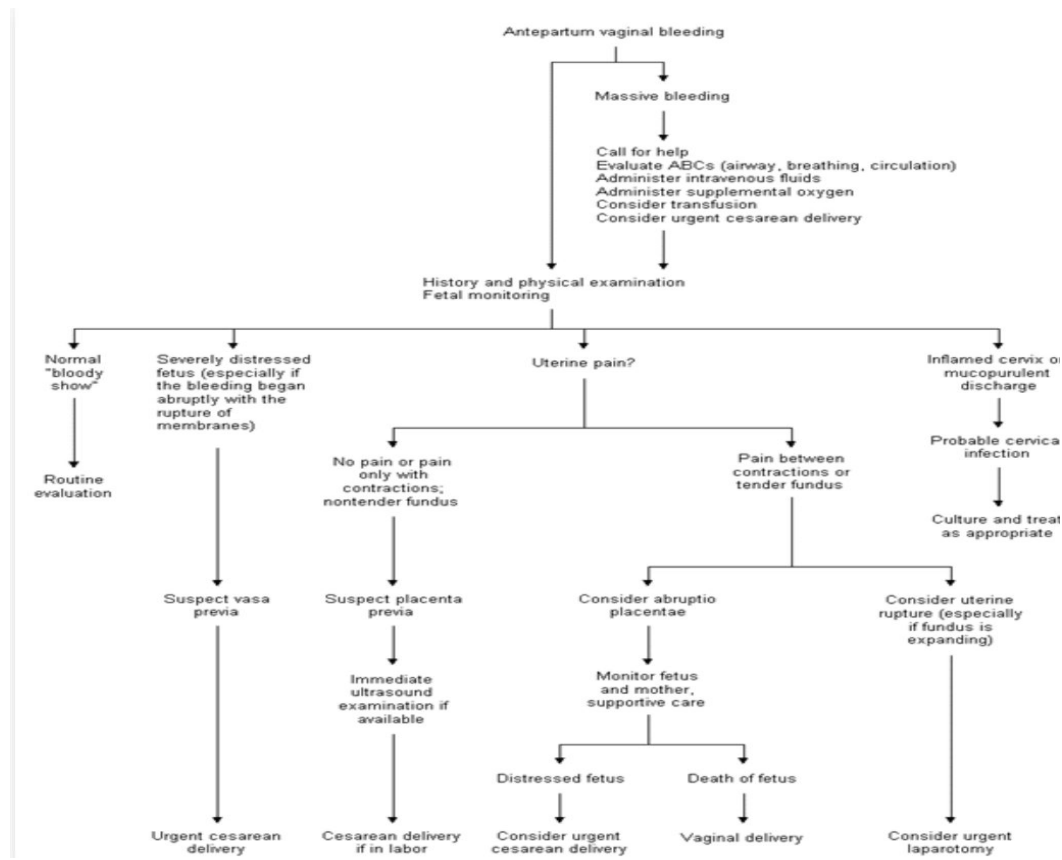 Antepartum vaginal bleeding
Massive bleeding
Call for help
Evaluate ABCs (airway, breathing, circulation)
Administer intravenous fluids
Administer supplemental oxygen
Consider transfusion
Consider urgent cesarean delivery
History and physical examination
Fetal monitoring
Normal
"bloody
show"
Routine
evaluation
Severely distressed
fetus (especially if
the bleeding began
abruptly with the
rupture of
membranes)
Suspect vasa
previa
Urgent cesarean
delivery
Uterine pain?
No pain or pain
only with
contractions;
nontender fundus
Suspect placenta
previa
Immediate
ultrasound
examination if
available
Cesarean delivery
if in labor
Pain between
contractions or
tender fundus
Consider abruptio
placentae
Monitor fetus
and mother,
supportive care
Distressed fetus
Consider urgent
cesarean delivery
Death of fetus
Vaginal delivery
Consider uterine
rupture (especially
if fundus is
expanding)
Consider urgent
laparotomy
Inflamed cervix or
mucopurulent
discharge
Probable cervica
infection
Culture and treat
as appropriate